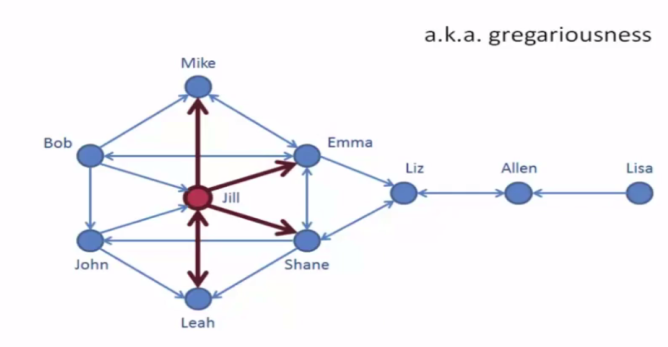 a.k.a. gregariousness
Mike
Bob
Emma
Liz
Allen
Lisa
Jill
John
Shane
Leah